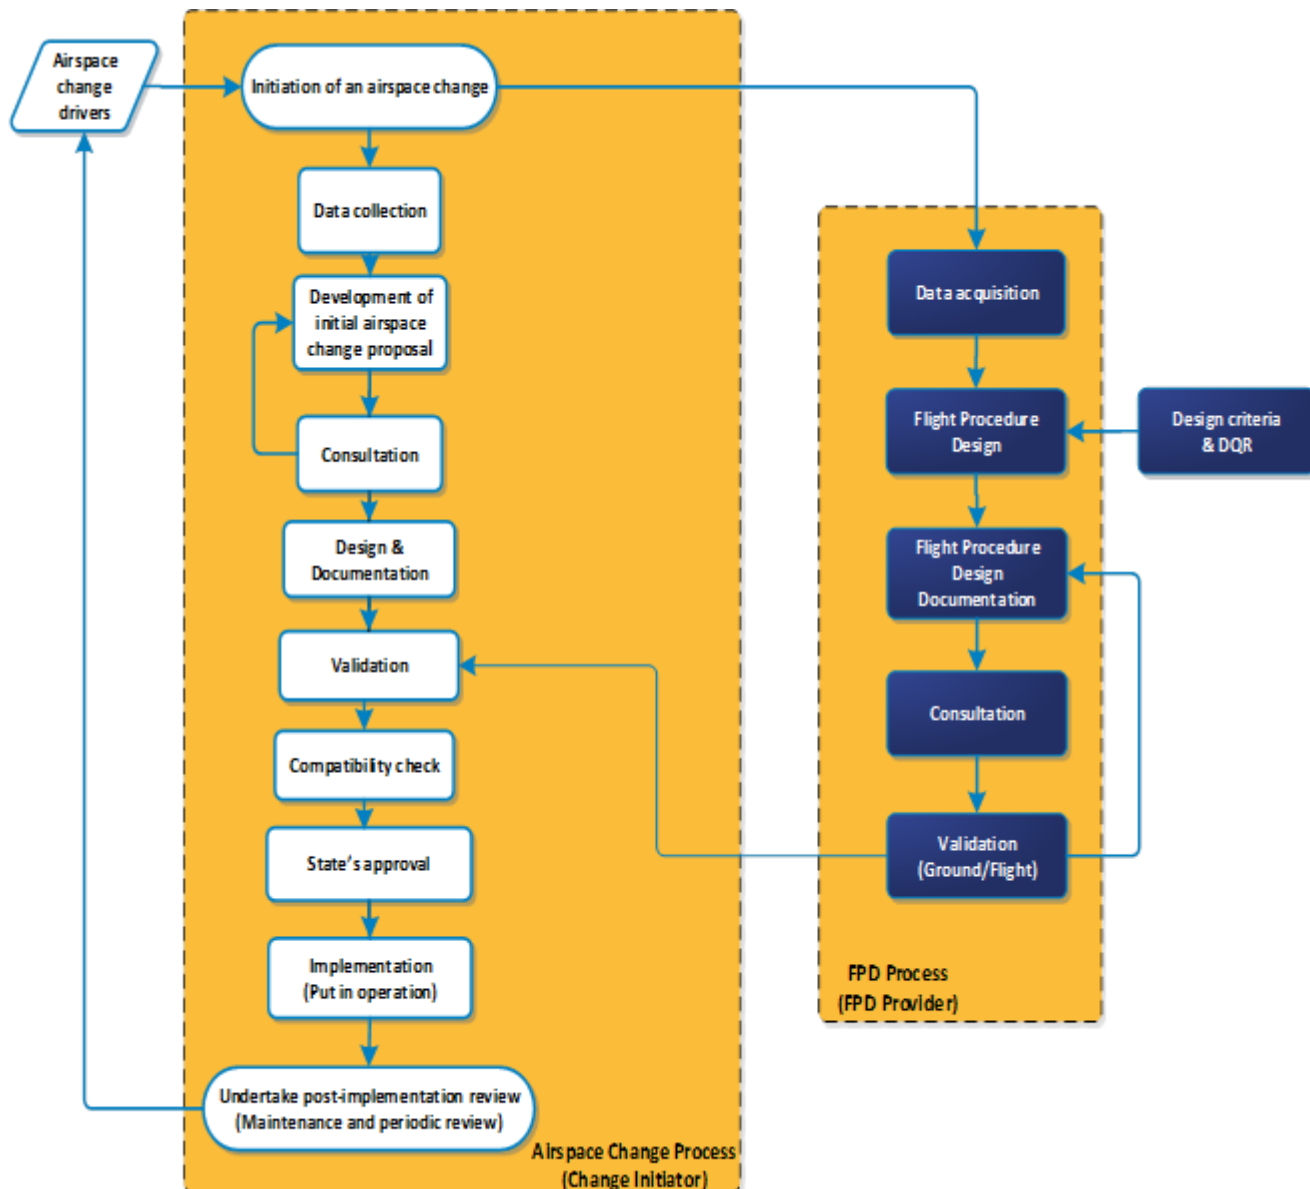 Airspace
change
drivers
Initiation of an airspace change
Data collection
Development of
initial airspace
change proposal
Consultation
Design &
Documentation
Validation
Compatibility check
State's approval
Implementation
(Put in operation)
Undertake post-implementation review
(Maintenance and periodic review)
Airspace Change Process
(Change Initiator)
Data acquisition
Flight Procedure
Design
Design criteria
& DQR
Flight Procedure
Design
Documentation
Consultation
Validation
(Ground/Flight)
FPD Process
(FPD Provider)